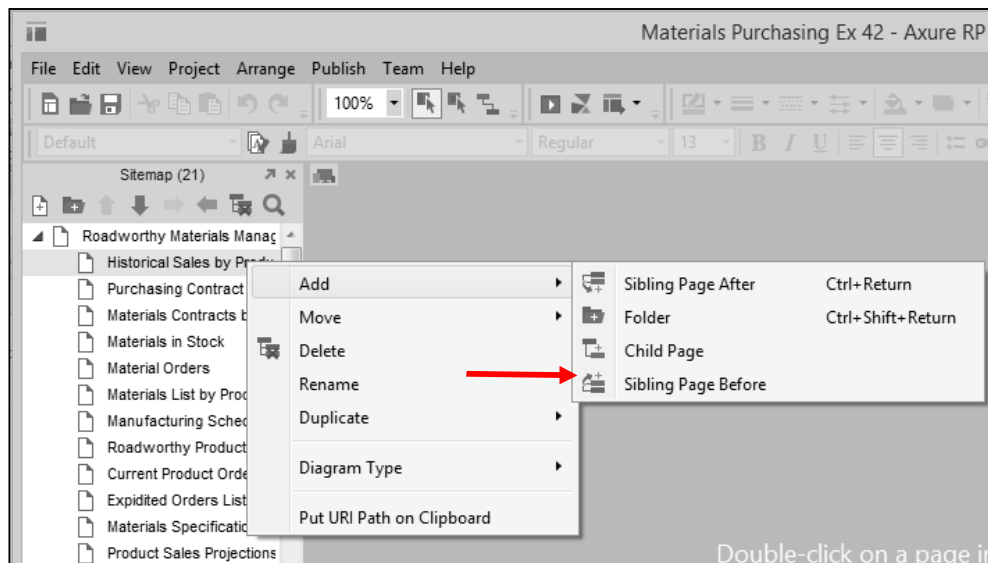 Materials Purchasing Ex 42 - Axure RP
File Edit View Project Arrange Publish Team Help
100%
Default Arial Regular 13 B I U
Sitemap (21)
Roadworthy Materials Manag
Historical Sales by Produ
Purchasing Contract
Materials Contracts b
Materials in Stock
Material Orders
Materials List by Prod
Manufacturing Sched
Roadworthy Product
Current Product Orde
Expidited Orders List
Materials Specificatio
Product Sales Projections
Add
Move
Delete
Rename
Duplicate
Diagram Type
Put URI Path on Clipboard
Sibling Page After Ctrl+Return
Folder Ctrl+Shift+Return
Child Page
Sibling Page Before
Double-click on a page in